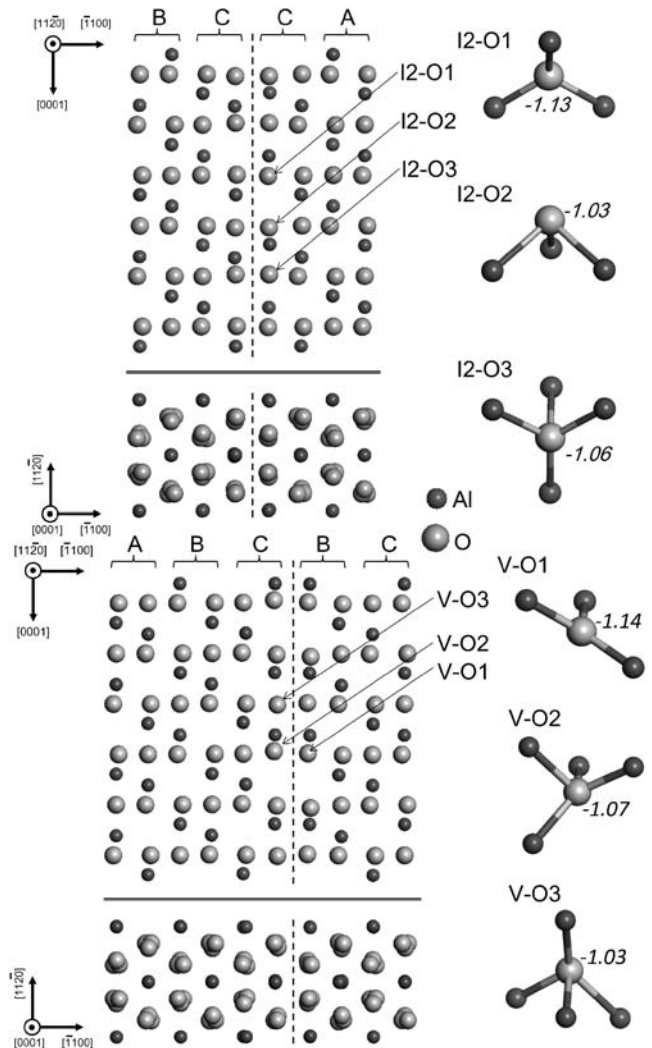 B C C A
[112̄0] [1̄100]
[0001]
I2-O1
I2-O2
I2-O3
I2-O1
-1.13
I2-O2
-1.03
I2-O3
-1.06
[112̄0]
[0001] [1̄100]
Al
O
[112̄0] [1̄100]
[0001]
A B C B C
V-O3
V-O2
V-O1
V-O1
-1.14
V-O2
-1.07
V-O3
-1.03
[112̄0]
[0001] [1̄100]